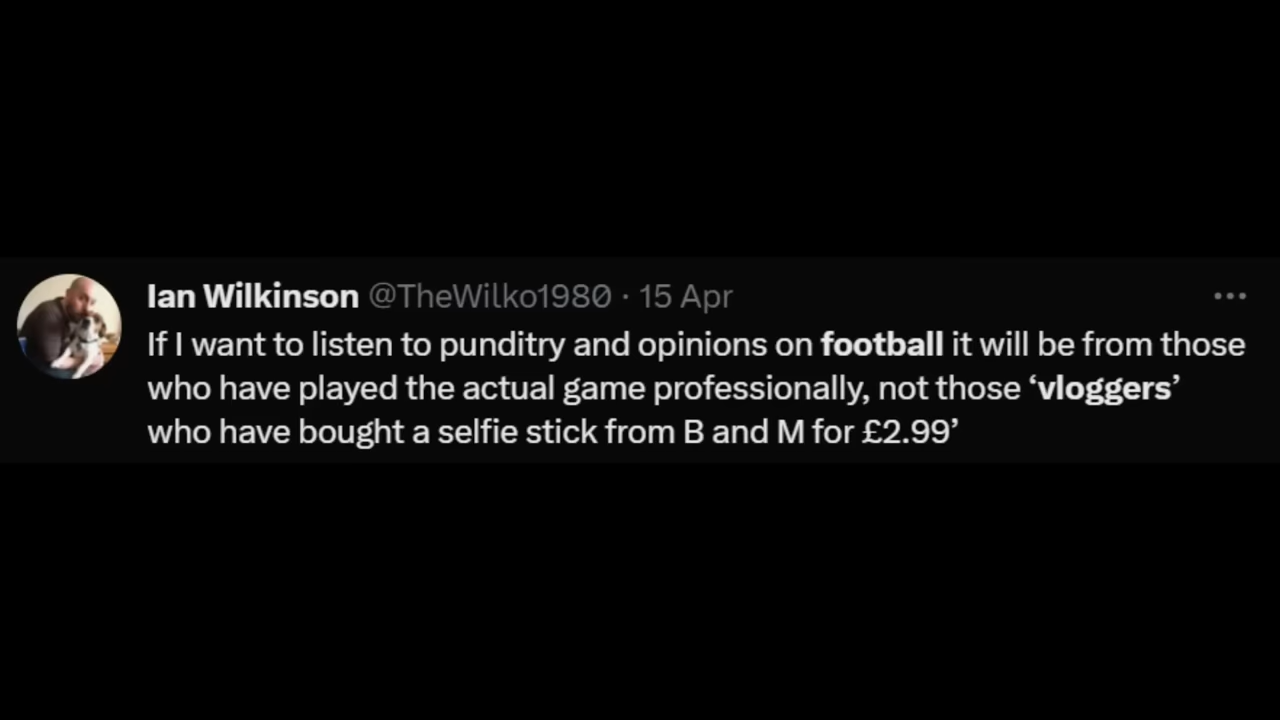 Ian Wilkinson @TheWilko1980 · 15 Apr
If I want to listen to punditry and opinions on football it will be from those
who have played the actual game professionally, not those ‘vloggers’
who have bought a selfie stick from B and M for £2.99’